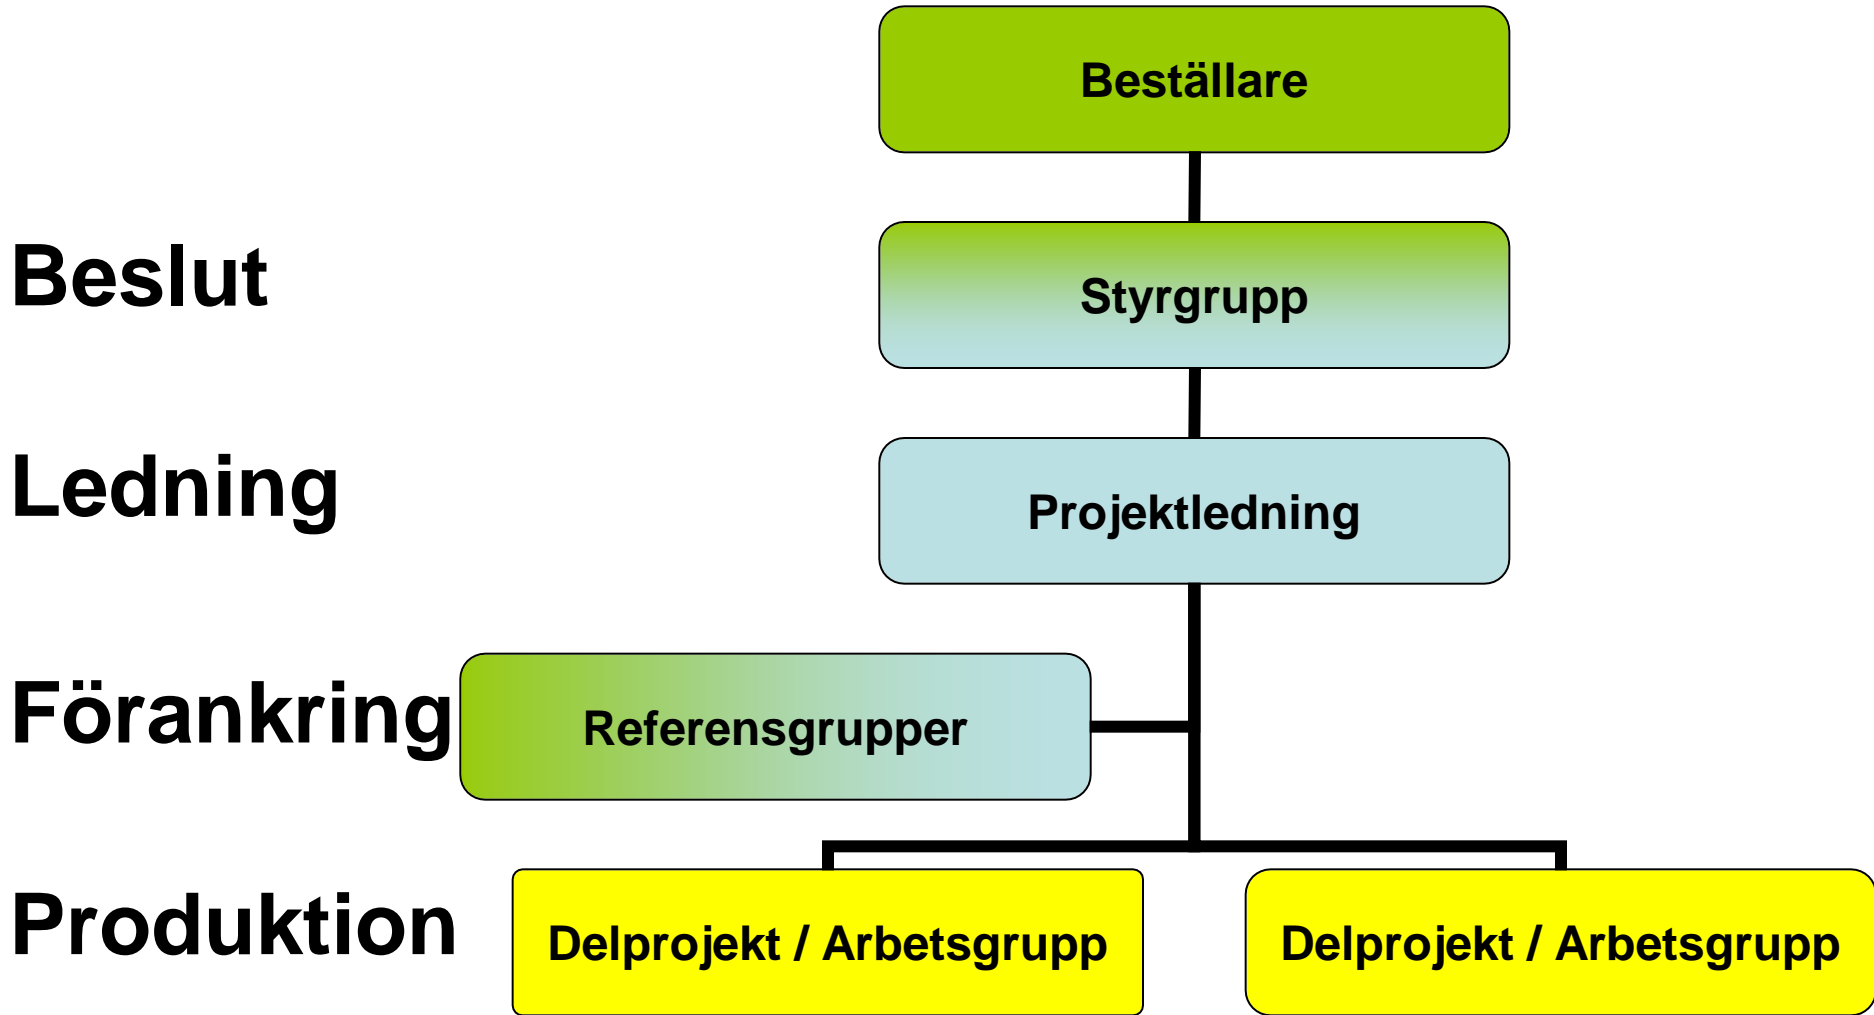 Beställare
Beslut
Styrgrupp
Ledning
Projektledning
Förankring
Referensgrupper
Produktion
Delprojekt / Arbetsgrupp
Delprojekt / Arbetsgrupp